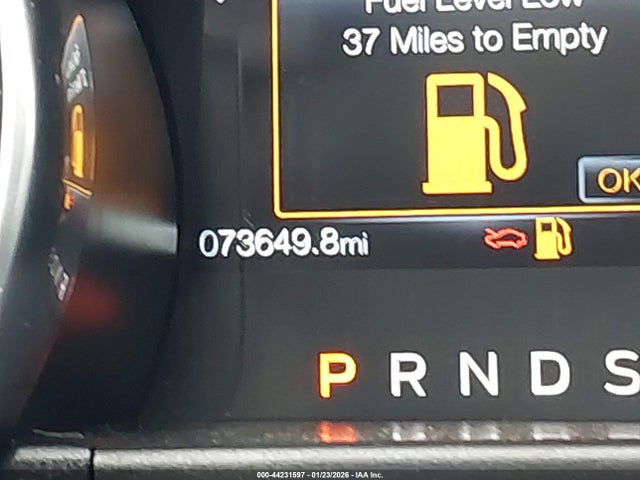 Fuel Level Low
37 Miles to Empty
OK
073649.8mi
P R N D S
000-44231597 - 01/23/2026 - IAA Inc.